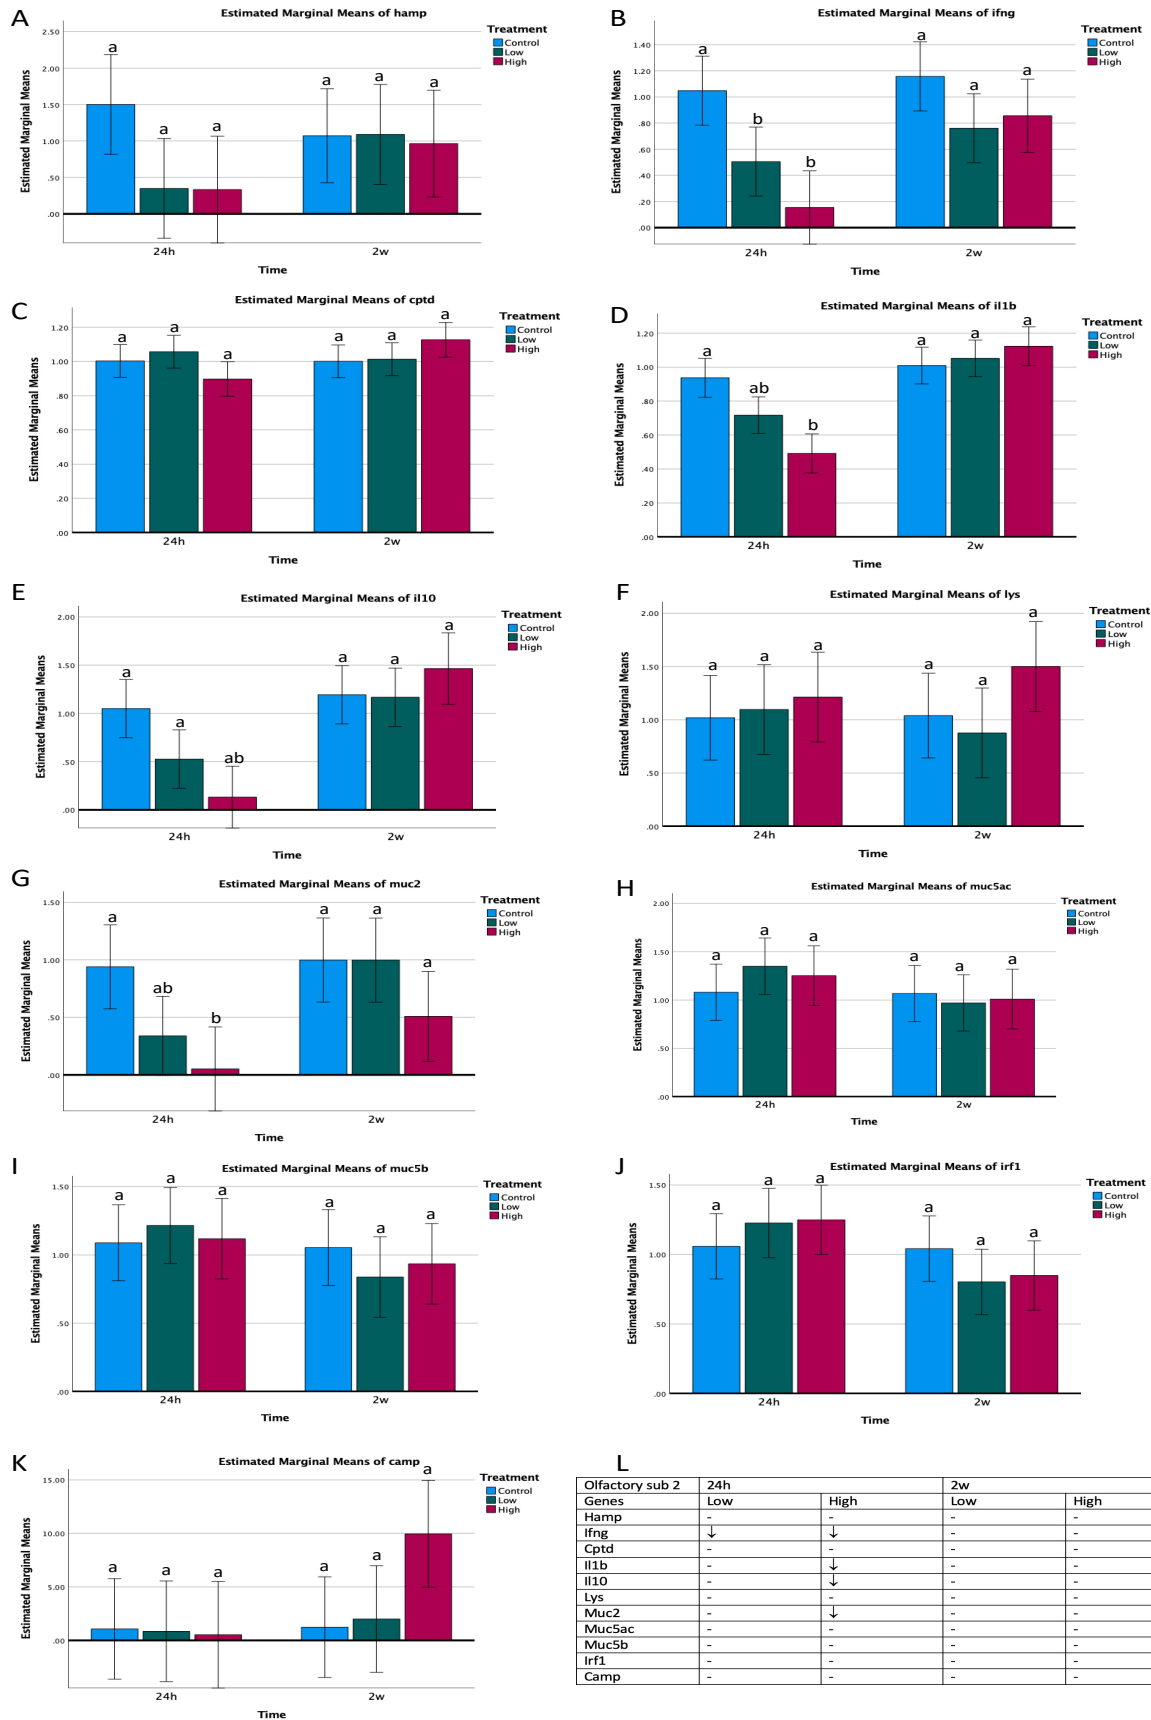 A
Estimated Marginal Means of hamp
Treatment
Control
Low
High
Estimated Marginal Means
2.50
2.00
1.50
1.00
.50
.00
a a a a a a
24h 2w
Time
B
Estimated Marginal Means of ifng
Treatment
Control
Low
High
Estimated Marginal Means
1.40
1.20
1.00
.80
.60
.40
.20
.00
a b b a a a
24h 2w
Time
C
Estimated Marginal Means of cptd
Treatment
Control
Low
High
Estimated Marginal Means
1.20
1.00
.80
.60
.40
.20
.00
a a a a a a
24h 2w
Time
D
Estimated Marginal Means of il1b
Treatment
Control
Low
High
Estimated Marginal Means
1.20
1.00
.80
.60
.40
.20
.00
a ab b a a a
24h 2w
Time
E
Estimated Marginal Means of il10
Treatment
Control
Low
High
Estimated Marginal Means
2.00
1.50
1.00
.50
.00
a a ab a a a
24h 2w
Time
F
Estimated Marginal Means of lys
Treatment
Control
Low
High
Estimated Marginal Means
2.00
1.50
1.00
.50
.00
a a a a a a
24h 2w
Time
G
Estimated Marginal Means of muc2
Treatment
Control
Low
High
Estimated Marginal Means
1.50
1.00
.50
.00
a ab b a a a
24h 2w
Time
H
Estimated Marginal Means of muc5ac
Treatment
Control
Low
High
Estimated Marginal Means
2.00
1.50
1.00
.50
.00
a a a a a a
24h 2w
Time
I
Estimated Marginal Means of muc5b
Treatment
Control
Low
High
Estimated Marginal Means
1.50
1.00
.50
.00
a a a a a a
24h 2w
Time
J
Estimated Marginal Means of irf1
Treatment
Control
Low
High
Estimated Marginal Means
1.50
1.00
.50
.00
a a a a a a
24h 2w
Time
K
Estimated Marginal Means of camp
Treatment
Control
Low
High
Estimated Marginal Means
15.00
10.00
5.00
.00
a a a a a a
24h 2w
Time
L
Olfactory sub 2 24h 2w
Genes Low High Low High
Hamp - - - -
Ifng ↓ ↓ - -
Cptd - - - -
Il1b - ↓ - -
Il10 - ↓ - -
Lys - - - -
Muc2 - ↓ - -
Muc5ac - - - -
Muc5b - - - -
Irf1 - - - -
Camp - - - -